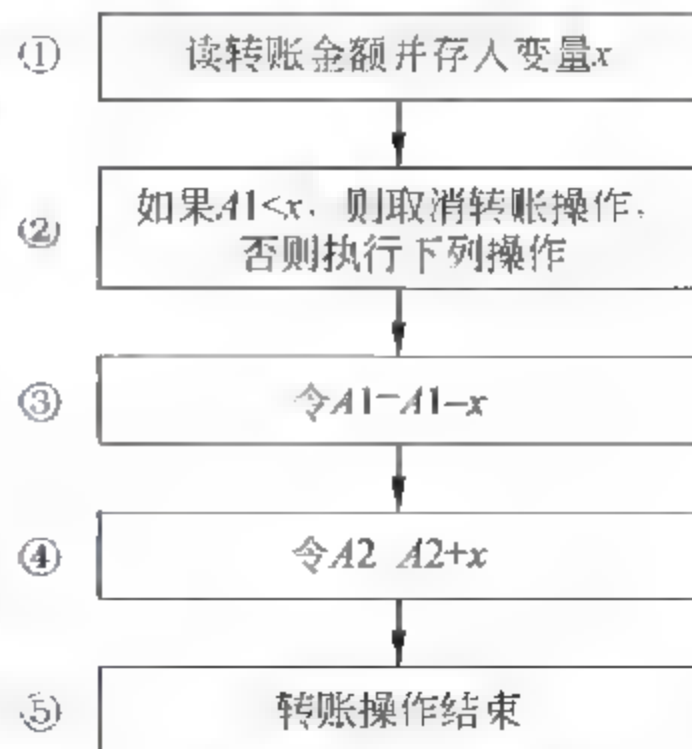 ① 读转账金额并存人变量x
② 如果A1<x，则取消转账操作，
否则执行下列操作
③ 令A1=A1-x
④ 令A2 A2+x
⑤ 转账操作结束